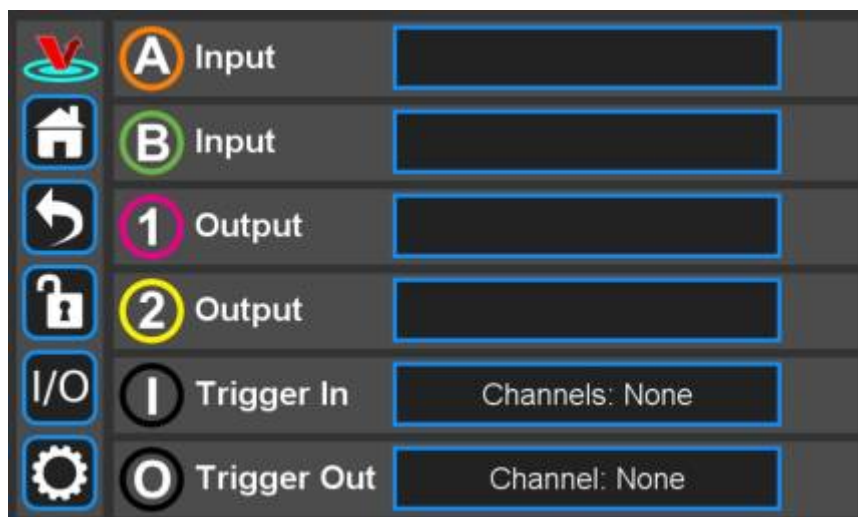 A Input
B Input
1 Output
2 Output
I/O
I Trigger In Channels: None
O Trigger Out Channel: None